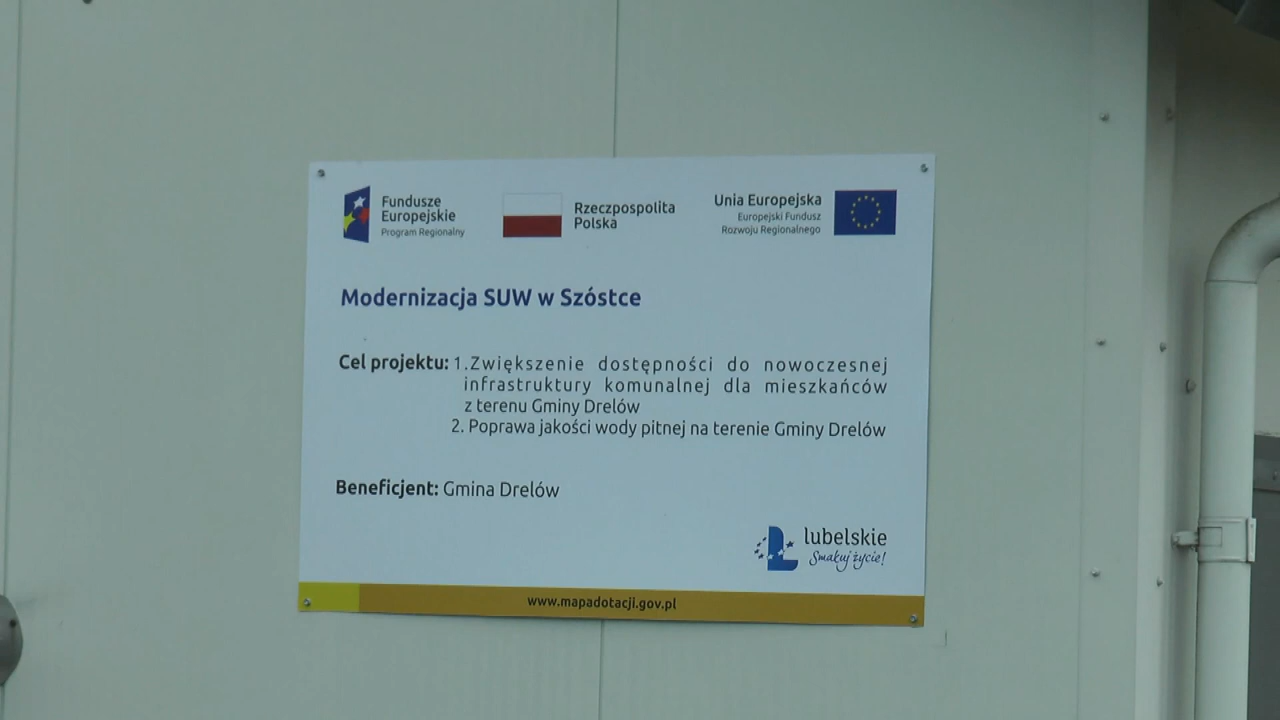 Fundusze
Europejskie
Program Regionalny
Rzeczpospolita
Polska
Unia Europejska
Europejski Fundusz
Rozwoju Regionalnego
Modernizacja SUW w Szóstce
Cel projektu: 1.Zwiększenie dostępności do nowoczesnej
infrastruktury komunalnej dla mieszkańców
z terenu Gminy Drelów
2. Poprawa jakości wody pitnej na terenie Gminy Drelów
Beneficjent: Gmina Drelów
lubelskie
Smakuj życie!
www.mapadotacji.gov.pl